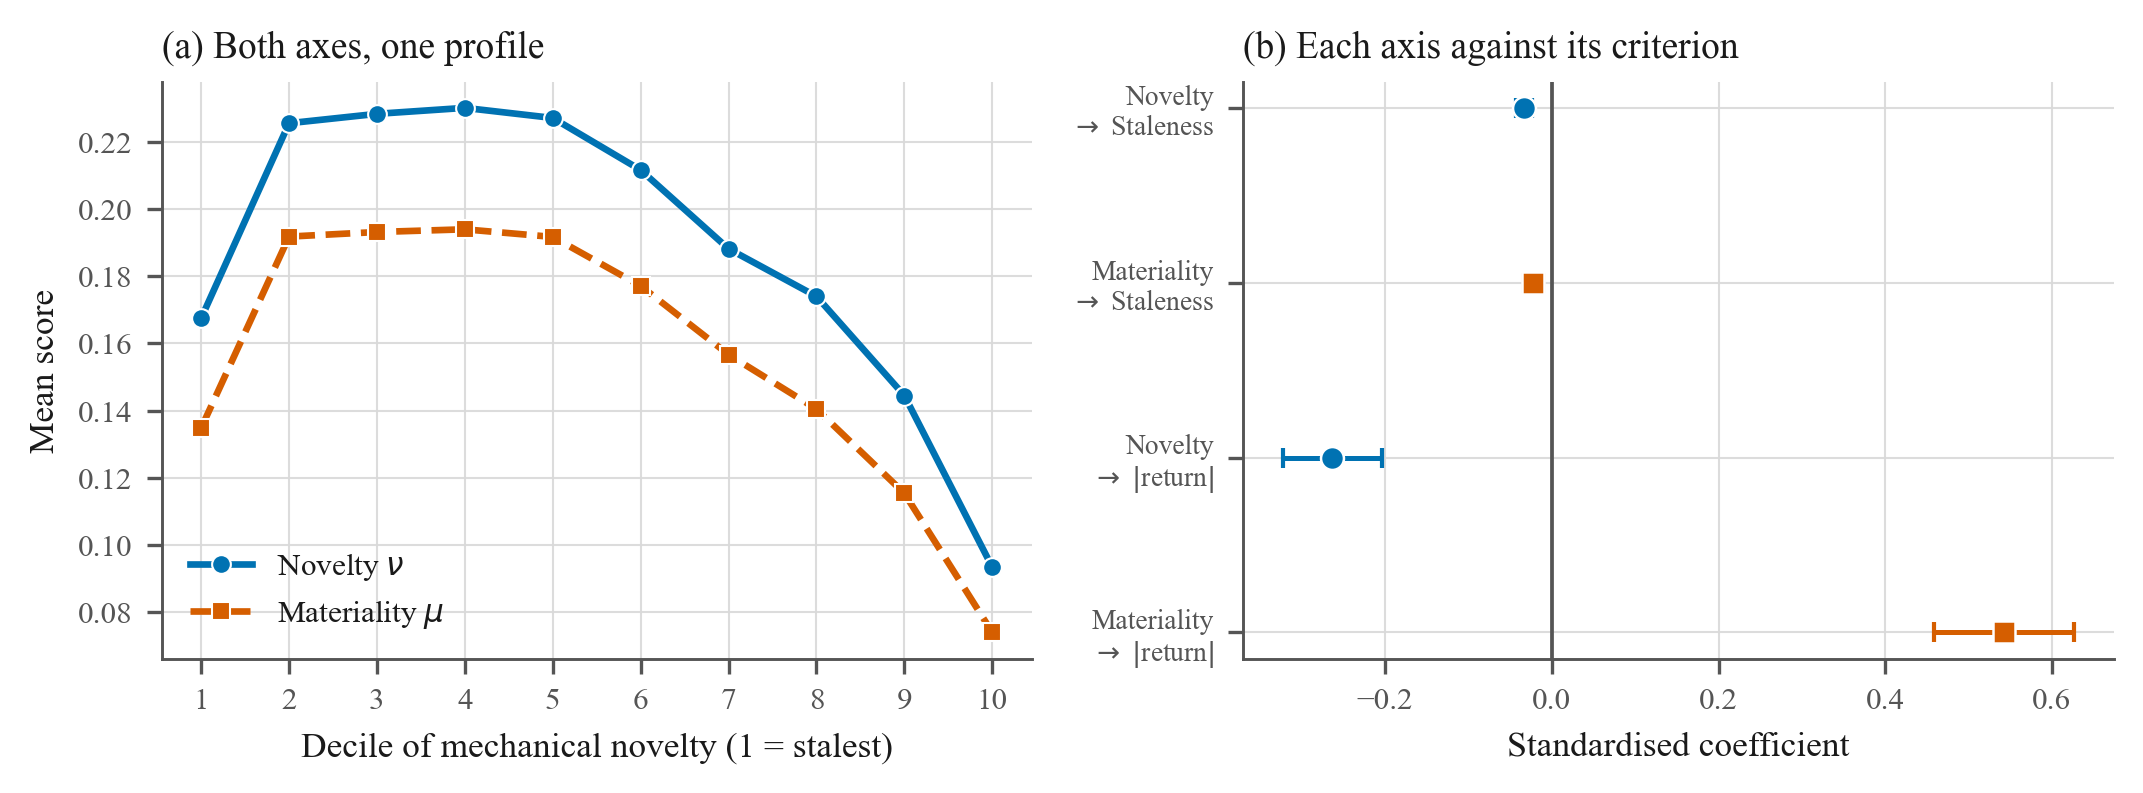 (a) Both axes, one profile
Mean score
0.22
0.20
0.18
0.16
0.14
0.12
0.10
0.08
Novelty ν
Materiality μ
1 2 3 4 5 6 7 8 9 10
Decile of mechanical novelty (1 = stalest)
(b) Each axis against its criterion
Novelty
→ Staleness
Materiality
→ Staleness
Novelty
→ |return|
Materiality
→ |return|
−0.2 0.0 0.2 0.4 0.6
Standardised coefficient